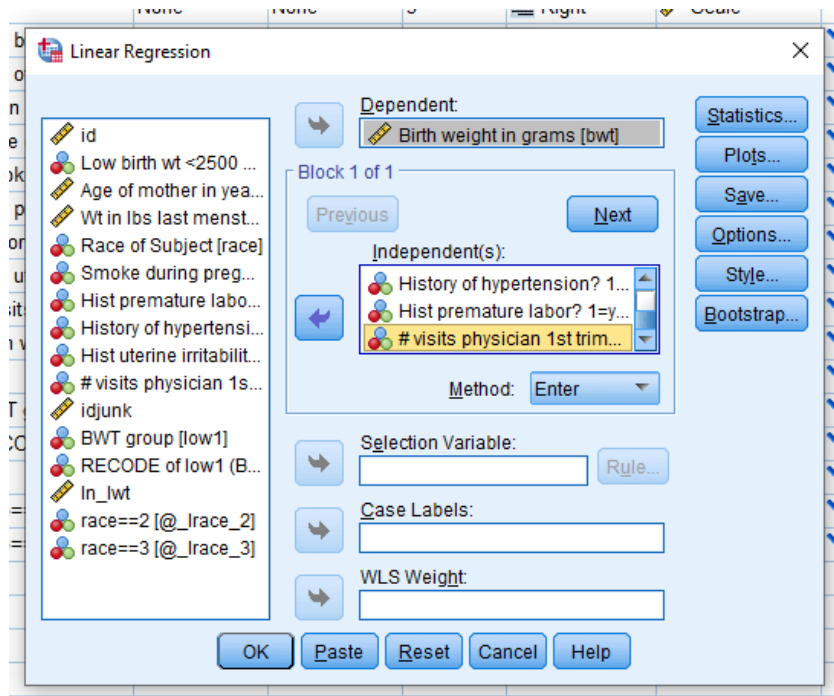 Linear Regression
id
Low birth wt <2500 ...
Age of mother in yea...
Wt in lbs last menst...
Race of Subject [race]
Smoke during preg...
Hist premature labo...
History of hypertensi...
Hist uterine irritabilit...
# visits physician 1s...
idjunk
BWT group [low1]
RECODE of low1 (B...
ln_lwt
race==2 [@_Irace_2]
race==3 [@_Irace_3]
Dependent:
Birth weight in grams [bwt]
Block 1 of 1
Previous
Next
Independent(s):
History of hypertension? 1...
Hist premature labor? 1=y...
# visits physician 1st trim...
Method: Enter
Selection Variable:
Rule...
Case Labels:
WLS Weight:
Statistics...
Plots...
Save...
Options...
Style...
Bootstrap...
OK Paste Reset Cancel Help